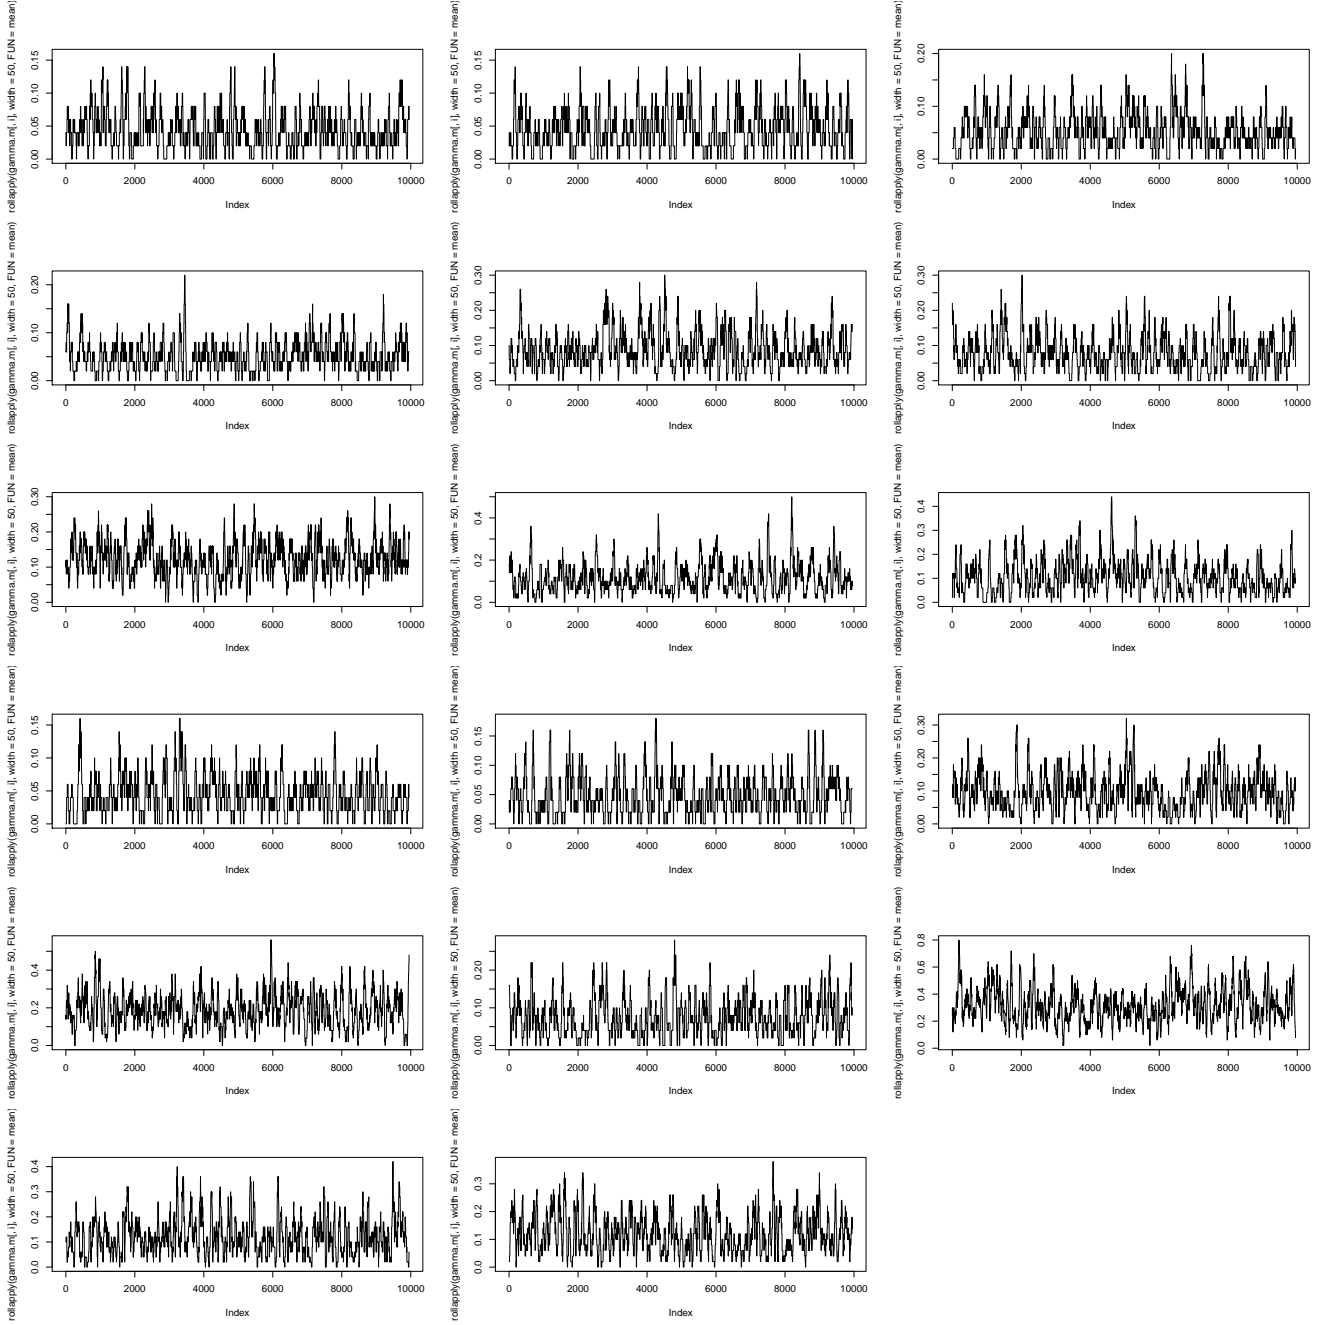 rollapply(gamma.m[, i], width = 50, FUN = mean)
0.00 0.05 0.10 0.15
0 2000 4000 6000 8000 10000
Index
rollapply(gamma.m[, i], width = 50, FUN = mean)
0.00 0.05 0.10 0.15
0 2000 4000 6000 8000 10000
Index
rollapply(gamma.m[, i], width = 50, FUN = mean)
0.00 0.10 0.20
0 2000 4000 6000 8000 10000
Index
rollapply(gamma.m[, i], width = 50, FUN = mean)
0.00 0.10 0.20
0 2000 4000 6000 8000 10000
Index
rollapply(gamma.m[, i], width = 50, FUN = mean)
0.00 0.10 0.20 0.30
0 2000 4000 6000 8000 10000
Index
rollapply(gamma.m[, i], width = 50, FUN = mean)
0.00 0.10 0.20 0.30
0 2000 4000 6000 8000 10000
Index
rollapply(gamma.m[, i], width = 50, FUN = mean)
0.00 0.10 0.20 0.30
0 2000 4000 6000 8000 10000
Index
rollapply(gamma.m[, i], width = 50, FUN = mean)
0.0 0.2 0.4
0 2000 4000 6000 8000 10000
Index
rollapply(gamma.m[, i], width = 50, FUN = mean)
0.0 0.1 0.2 0.3 0.4
0 2000 4000 6000 8000 10000
Index
rollapply(gamma.m[, i], width = 50, FUN = mean)
0.00 0.05 0.10 0.15
0 2000 4000 6000 8000 10000
Index
rollapply(gamma.m[, i], width = 50, FUN = mean)
0.00 0.05 0.10 0.15
0 2000 4000 6000 8000 10000
Index
rollapply(gamma.m[, i], width = 50, FUN = mean)
0.00 0.10 0.20 0.30
0 2000 4000 6000 8000 10000
Index
rollapply(gamma.m[, i], width = 50, FUN = mean)
0.0 0.2 0.4
0 2000 4000 6000 8000 10000
Index
rollapply(gamma.m[, i], width = 50, FUN = mean)
0.00 0.10 0.20
0 2000 4000 6000 8000 10000
Index
rollapply(gamma.m[, i], width = 50, FUN = mean)
0.0 0.2 0.4 0.6 0.8
0 2000 4000 6000 8000 10000
Index
rollapply(gamma.m[, i], width = 50, FUN = mean)
0.0 0.1 0.2 0.3 0.4
0 2000 4000 6000 8000 10000
Index
rollapply(gamma.m[, i], width = 50, FUN = mean)
0.0 0.1 0.2 0.3
0 2000 4000 6000 8000 10000
Index